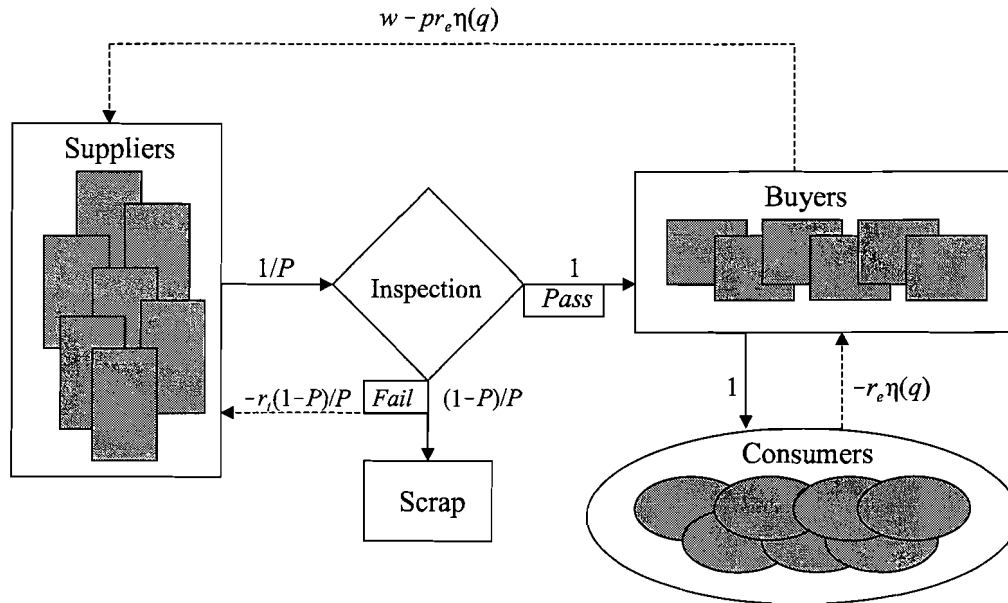 w − pr_eη(q)
Suppliers
Buyers
1/P
Inspection
1
Pass
−r_i(1−P)/P
Fail
(1−P)/P
1
−r_eη(q)
Consumers
Scrap